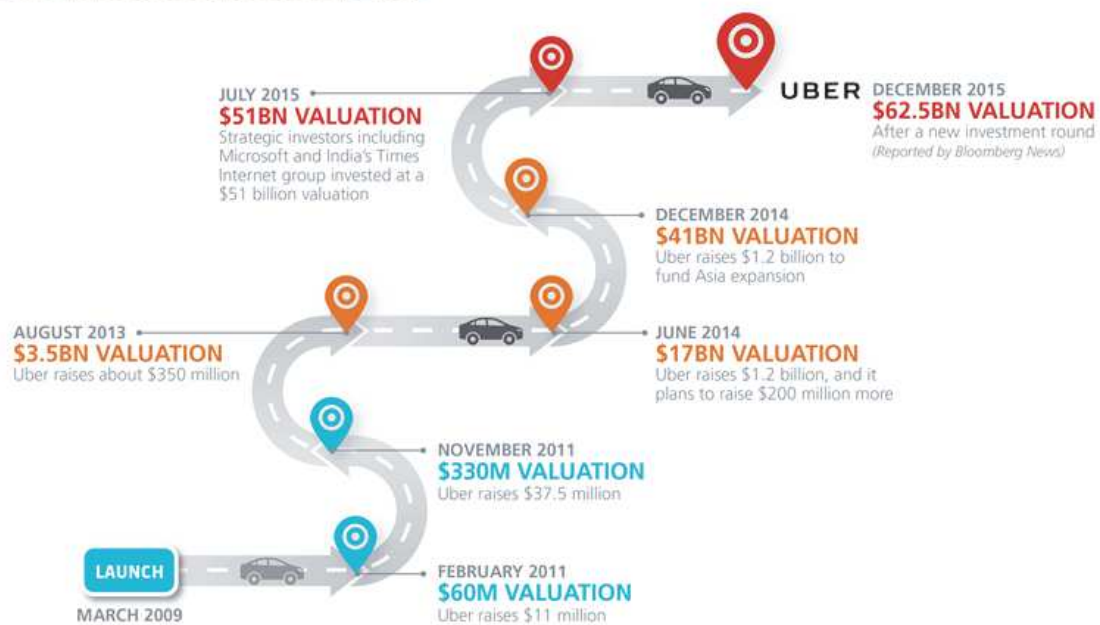 JULY 2015
$51BN VALUATION
Strategic investors including
Microsoft and India's Times
Internet group invested at a
$51 billion valuation
UBER
DECEMBER 2015
$62.5BN VALUATION
After a new investment round
(Reported by Bloomberg News)
DECEMBER 2014
$41BN VALUATION
Uber raises $1.2 billion to
fund Asia expansion
AUGUST 2013
$3.5BN VALUATION
Uber raises about $350 million
JUNE 2014
$17BN VALUATION
Uber raises $1.2 billion, and it
plans to raise $200 million more
NOVEMBER 2011
$330M VALUATION
Uber raises $37.5 million
LAUNCH
MARCH 2009
FEBRUARY 2011
$60M VALUATION
Uber raises $11 million